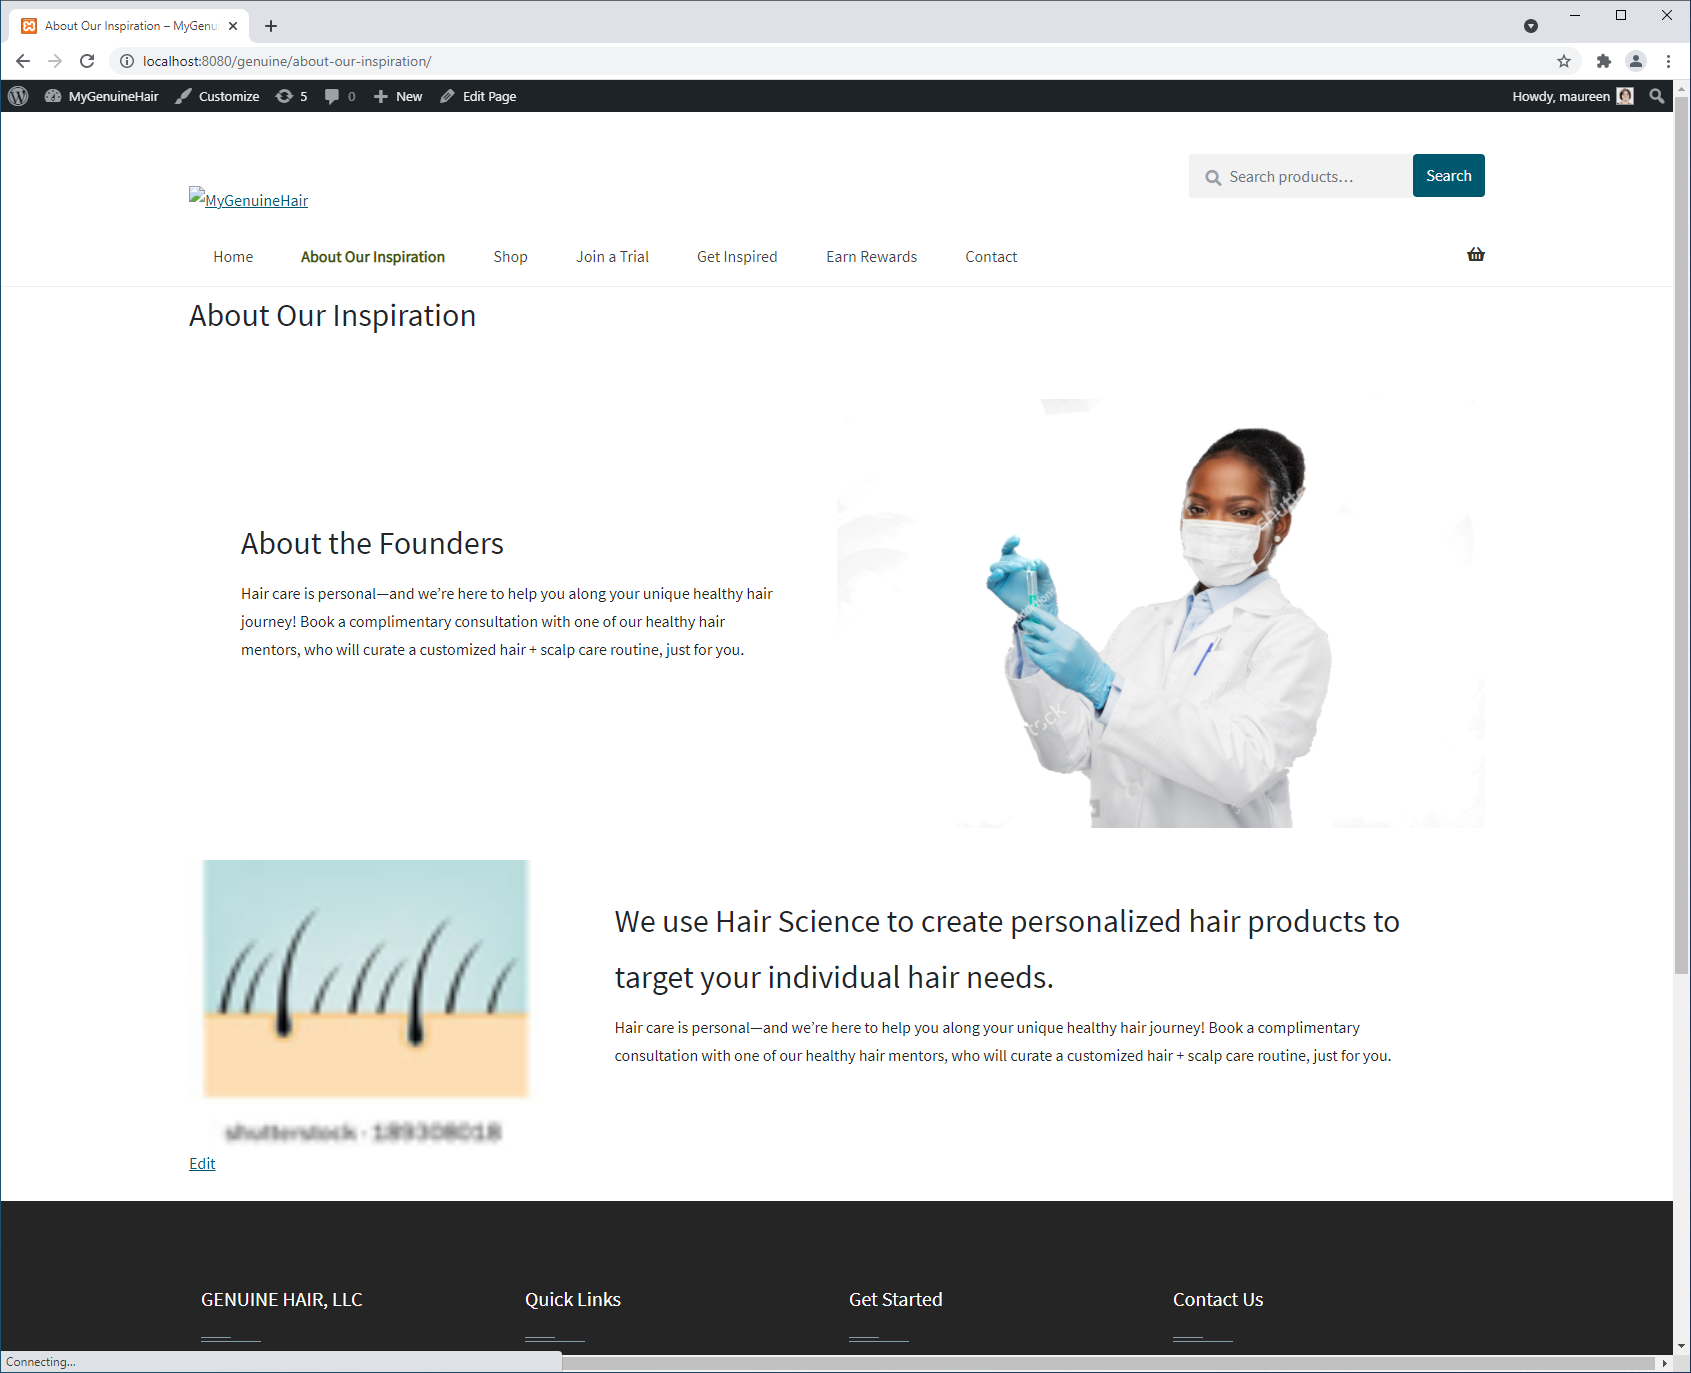 About Our Inspiration – MyGenu
localhost:8080/genuine/about-our-inspiration/
MyGenuineHair Customize 5 0 New Edit Page Howdy, maureen
Search products… Search
MyGenuineHair
Home About Our Inspiration Shop Join a Trial Get Inspired Earn Rewards Contact
About Our Inspiration
About the Founders
Hair care is personal—and we’re here to help you along your unique healthy hair
journey! Book a complimentary consultation with one of our healthy hair
mentors, who will curate a customized hair + scalp care routine, just for you.
We use Hair Science to create personalized hair products to
target your individual hair needs.
Hair care is personal—and we’re here to help you along your unique healthy hair journey! Book a complimentary
consultation with one of our healthy hair mentors, who will curate a customized hair + scalp care routine, just for you.
shutterstock · 189308018
Edit
GENUINE HAIR, LLC Quick Links Get Started Contact Us
Connecting...